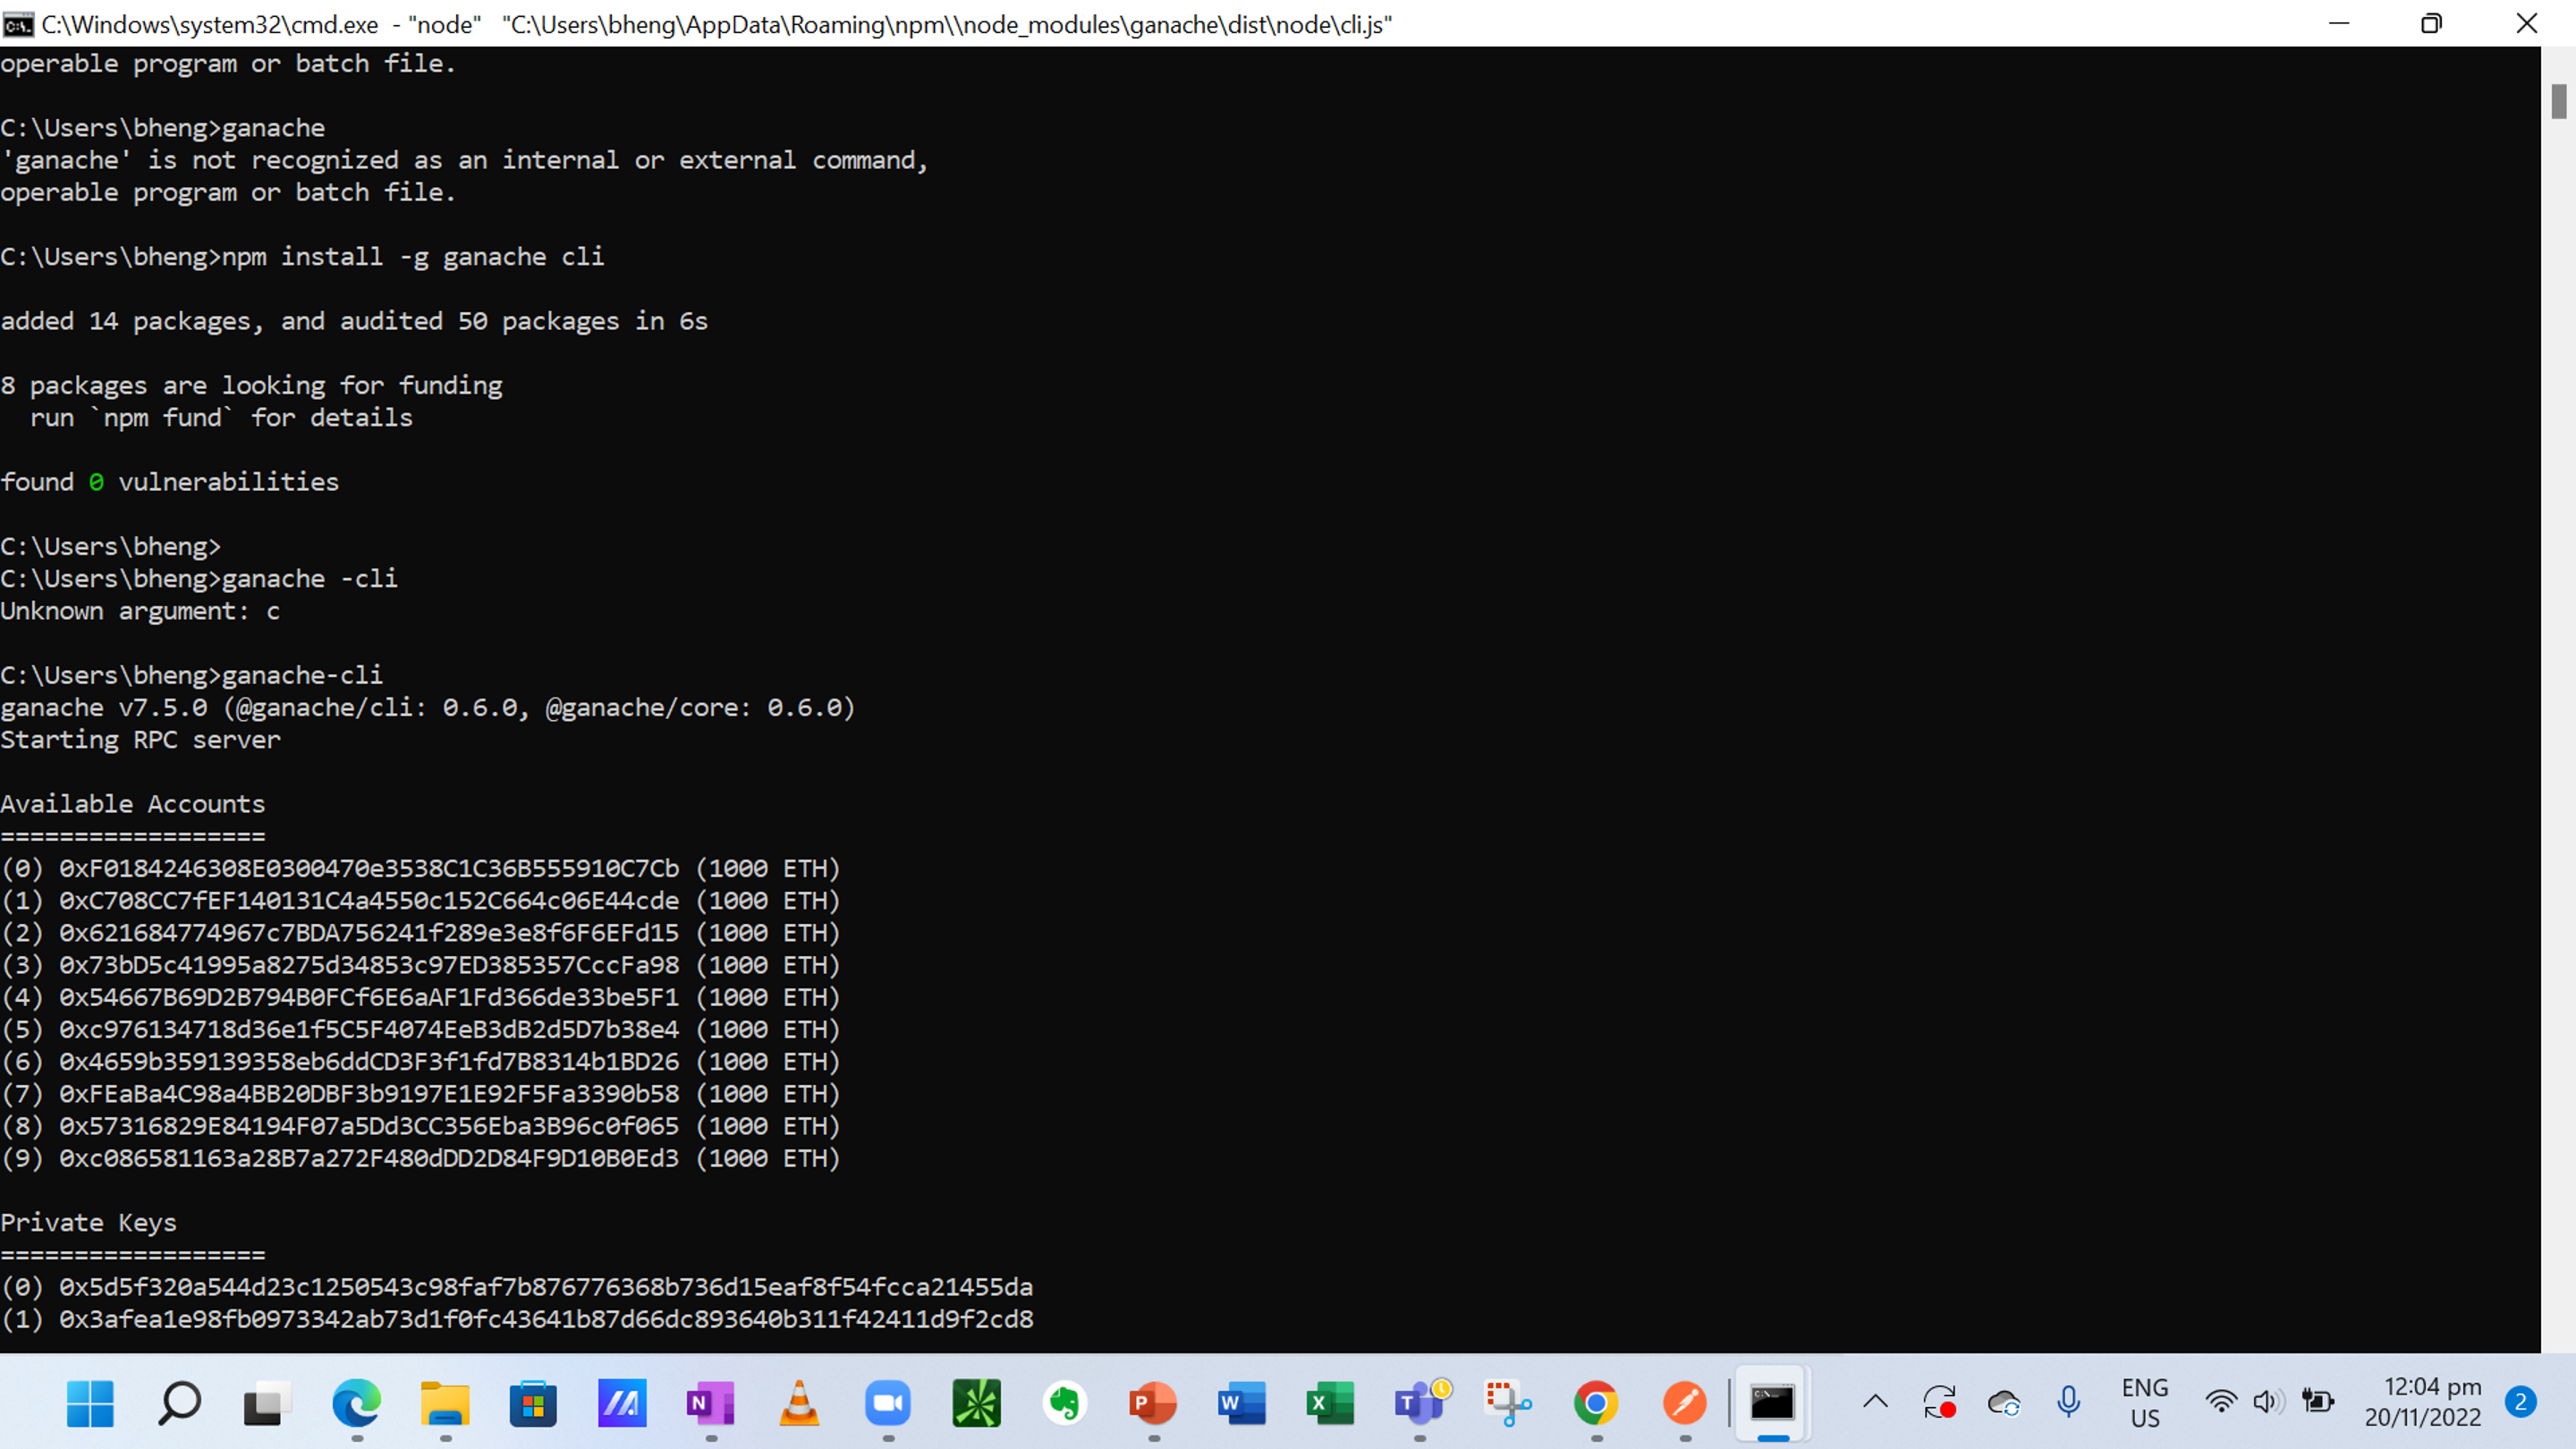 C:\Windows\system32\cmd.exe - "node" "C:\Users\bheng\AppData\Roaming\npm\\node_modules\ganache\dist\node\cli.js"
operable program or batch file.
C:\Users\bheng>ganache
'ganache' is not recognized as an internal or external command,
operable program or batch file.
C:\Users\bheng>npm install -g ganache cli
added 14 packages, and audited 50 packages in 6s
8 packages are looking for funding
  run `npm fund` for details
found 0 vulnerabilities
C:\Users\bheng>
C:\Users\bheng>ganache -cli
Unknown argument: c
C:\Users\bheng>ganache-cli
ganache v7.5.0 (@ganache/cli: 0.6.0, @ganache/core: 0.6.0)
Starting RPC server
Available Accounts
==================
(0) 0xF0184246308E0300470e3538C1C36B555910C7Cb (1000 ETH)
(1) 0xC708CC7fEF140131C4a4550c152C664c06E44cde (1000 ETH)
(2) 0x621684774967c7BDA756241f289e3e8f6F6EFd15 (1000 ETH)
(3) 0x73bD5c41995a8275d34853c97ED385357CccFa98 (1000 ETH)
(4) 0x54667B69D2B794B0FCf6E6aAF1Fd366de33be5F1 (1000 ETH)
(5) 0xc976134718d36e1f5C5F4074EeB3dB2d5D7b38e4 (1000 ETH)
(6) 0x4659b359139358eb6ddCD3F3f1fd7B8314b1BD26 (1000 ETH)
(7) 0xFEaBa4C98a4BB20DBF3b9197E1E92F5Fa3390b58 (1000 ETH)
(8) 0x57316829E84194F07a5Dd3CC356Eba3B96c0f065 (1000 ETH)
(9) 0xc086581163a28B7a272F480dDD2D84F9D10B0Ed3 (1000 ETH)
Private Keys
==================
(0) 0x5d5f320a544d23c1250543c98faf7b876776368b736d15eaf8f54fcca21455da
(1) 0x3afea1e98fb0973342ab73d1f0fc43641b87d66dc893640b311f42411d9f2cd8
ENG
US
12:04 pm
20/11/2022
2